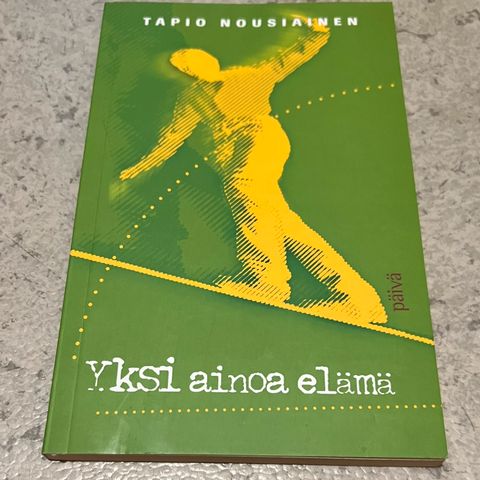 TAPIO NOUSIAINEN
päivä
Yksi ainoa elämä